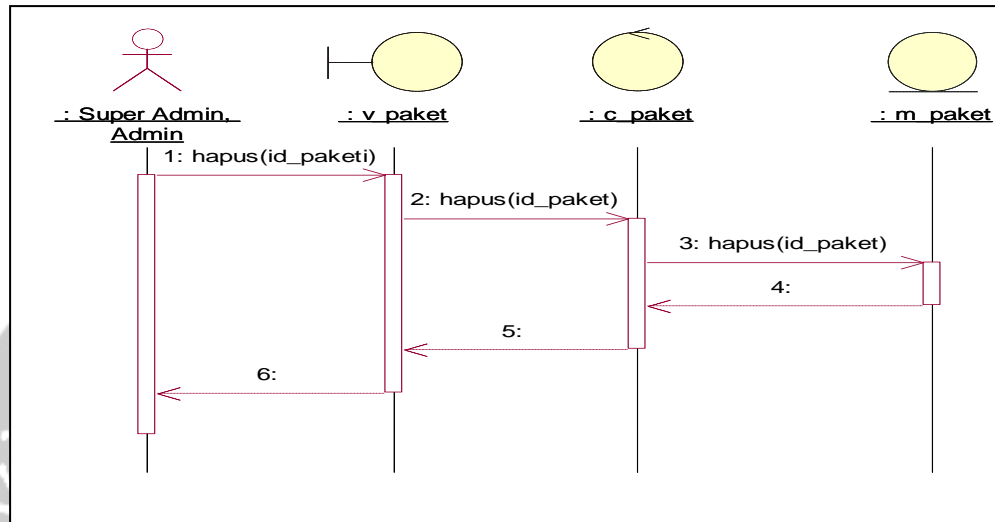 : Super Admin,
Admin
: v_paket
: c_paket
: m_paket
1: hapus(id_paketi)
2: hapus(id_paket)
3: hapus(id_paket)
4:
5:
6: